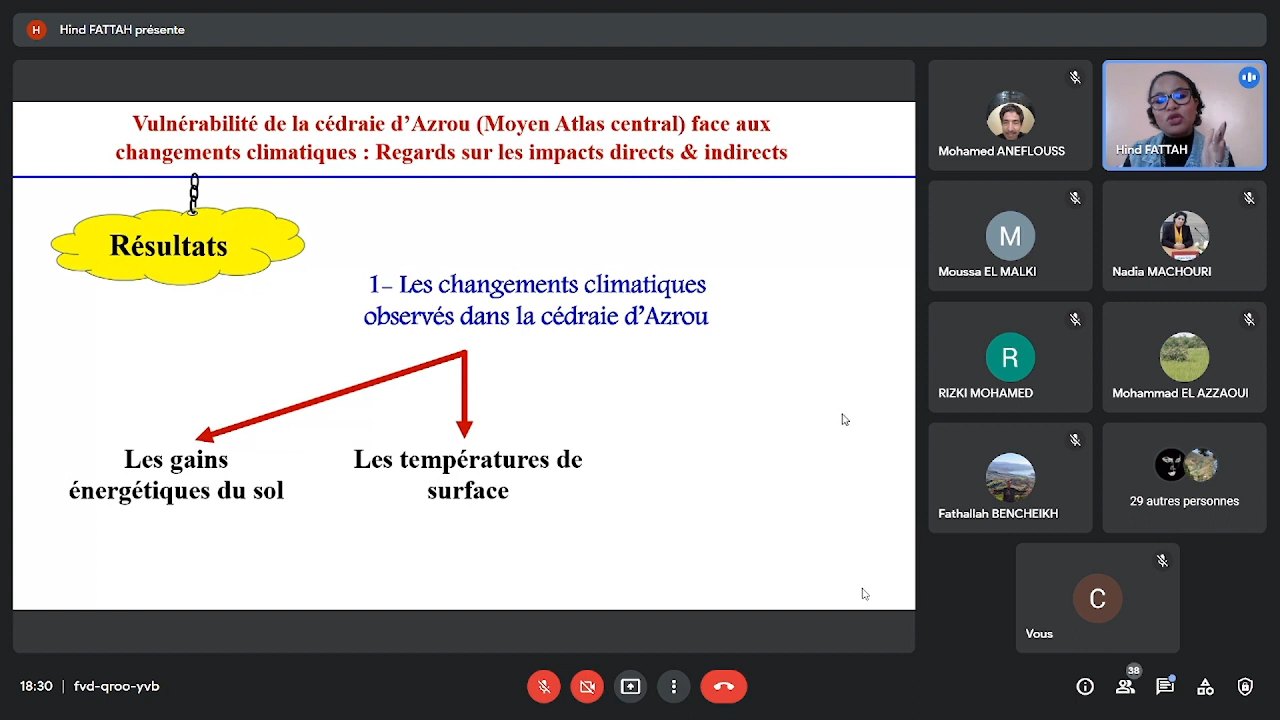 H Hind FATTAH présente
Vulnérabilité de la cédraie d'Azrou (Moyen Atlas central) face aux
changements climatiques : Regards sur les impacts directs & indirects
Résultats
1- Les changements climatiques
observés dans la cédraie d'Azrou
Les gains
énergétiques du sol
Les températures de
surface
Mohamed ANEFLOUSS
Hind FATTAH
M
Moussa EL MALKI
Nadia MACHOURI
R
RIZKI MOHAMED
Mohammad EL AZZAOUI
Fathallah BENCHEIKH
29 autres personnes
C
Vous
18:30 | fvd-qroo-yvb
38